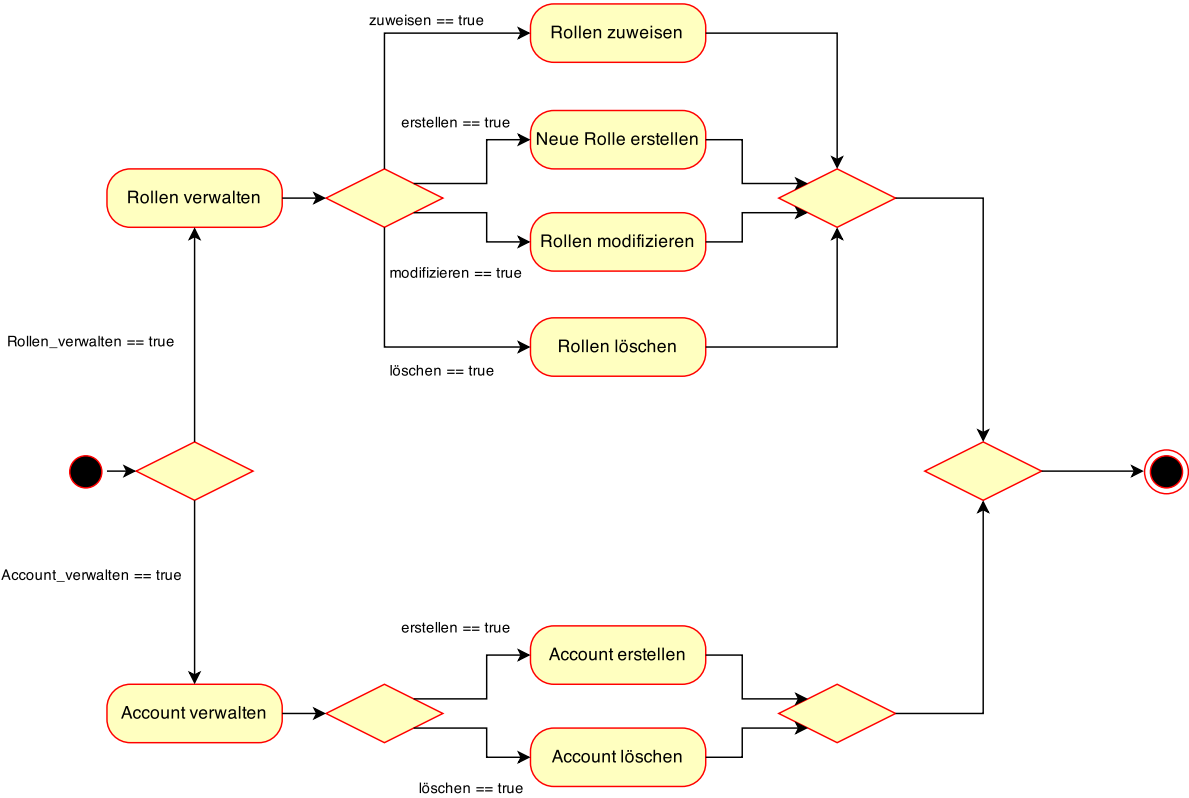 zuweisen == true
Rollen zuweisen
erstellen == true
Neue Rolle erstellen
Rollen verwalten
Rollen modifizieren
modifizieren == true
Rollen_verwalten == true
Rollen löschen
löschen == true
Account_verwalten == true
erstellen == true
Account erstellen
Account verwalten
Account löschen
löschen == true